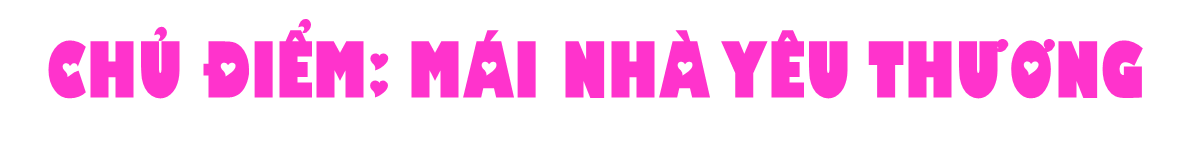 CHỦ ĐIỂM: MÁI NHÀ YÊU THƯƠNG